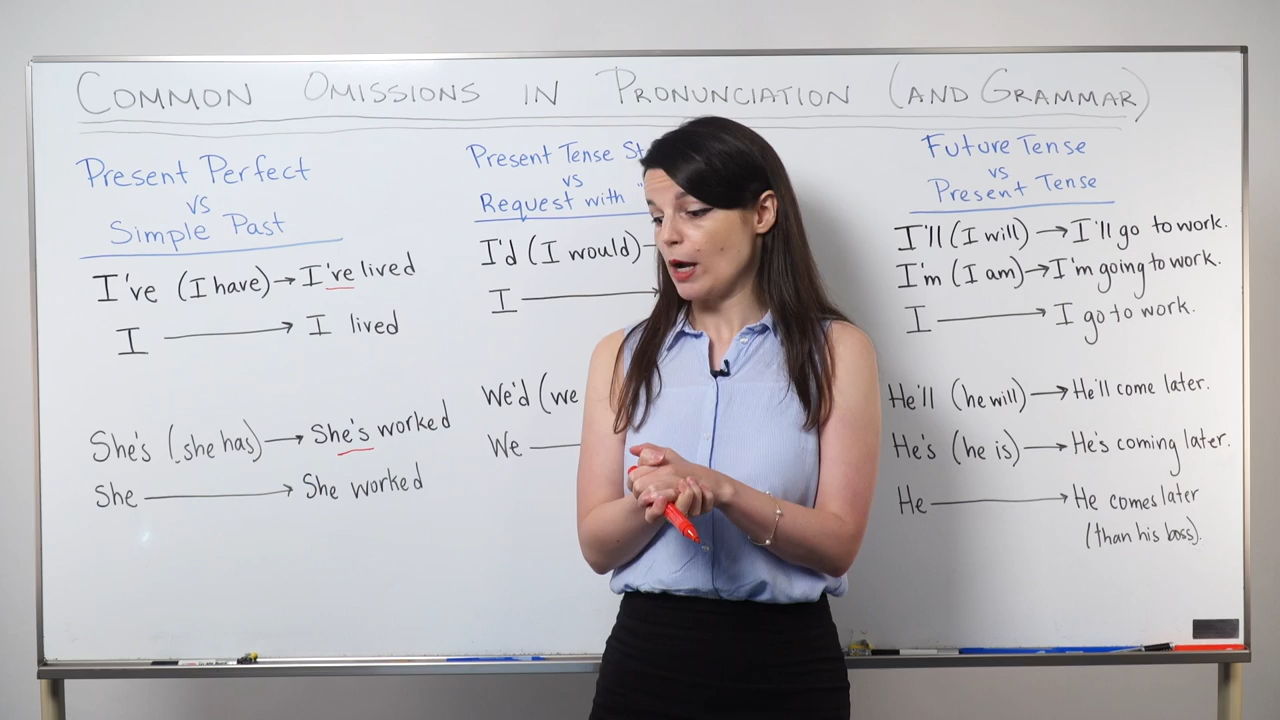 COMMON OMISSIONS IN PRONUNCIATION (AND GRAMMAR)
Present Perfect
vs
Simple Past
I've (I have) → I've lived
I → I lived
She's (she has) → She's worked
She → She worked
Present Tense
vs
Request with "
I'd (I would)
I →
We'd (we
We
Future Tense
vs
Present Tense
I'll (I will) → I'll go to work.
I'm (I am) → I'm going to work.
I → I go to work.
He'll (he will) → He'll come later.
He's (he is) → He's coming later.
He → He comes later
(than his boss).